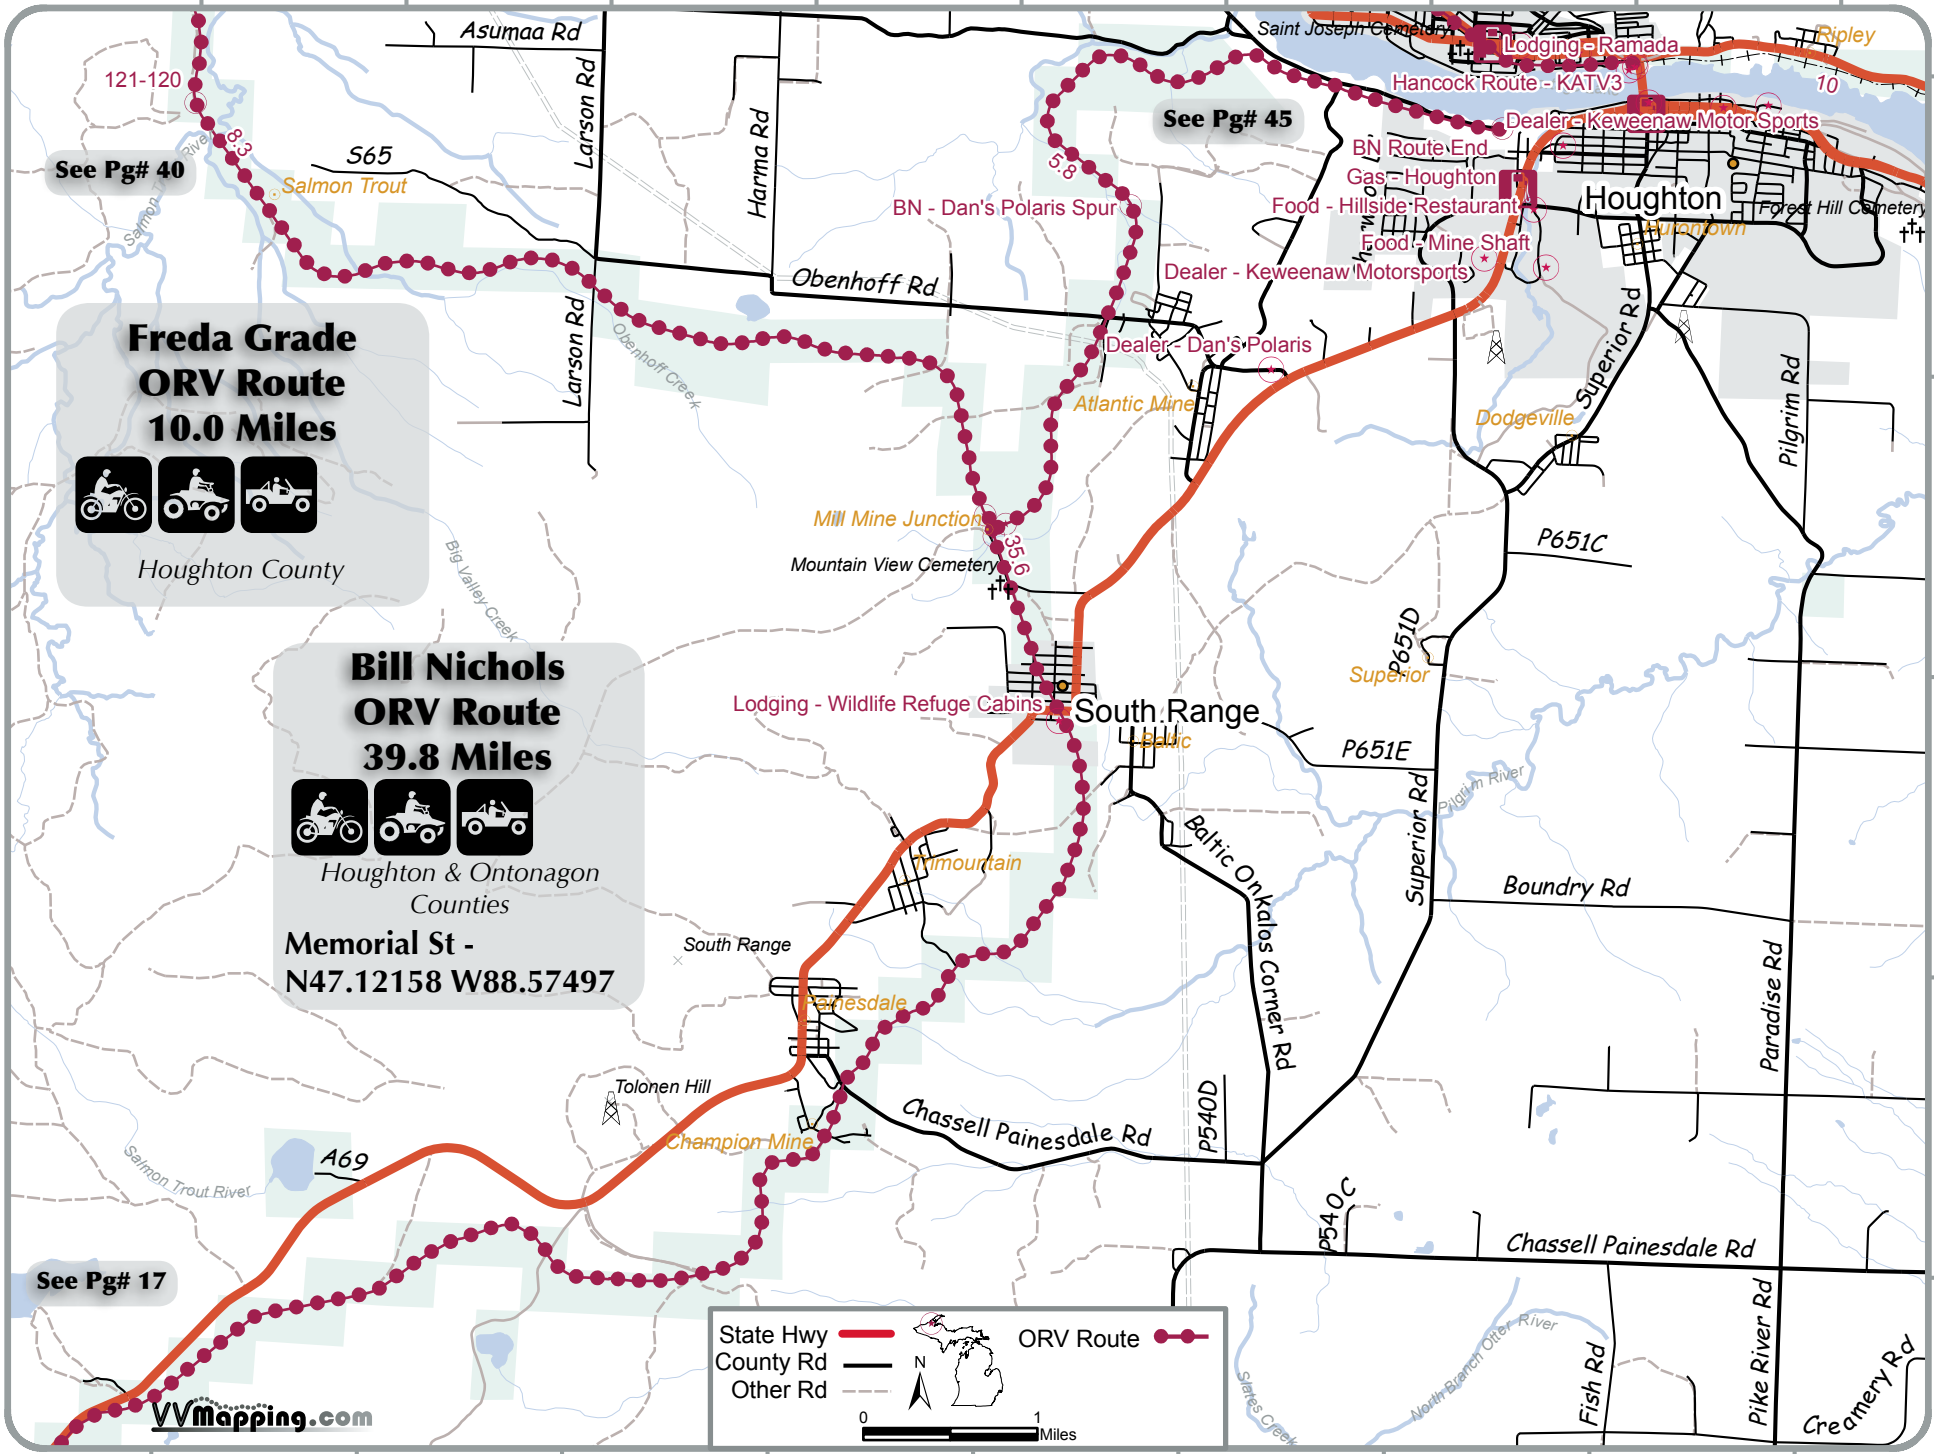 Asumaa Rd
Saint Joseph Cemetery
Lodging - Ramada
Ripley
121-120
Larson Rd
Harma Rd
Hancock Route - KATV3
10
See Pg# 45
Dealer - Keweenaw Motor Sports
8.3
S65
5.8
BN Route End
See Pg# 40
Salmon Trout
River
Salmon
Gas - Houghton
Houghton
BN - Dan's Polaris Spur
Food - Hillside Restaurant
Forest Hill Cemetery
Hurontown
Food - Mine Shaft
Dealer - Keweenaw Motorsports
Obenhoff Rd
Larson Rd
Obenhoff Creek
Superior Rd
Freda Grade
ORV Route
10.0 Miles
Houghton County
Dealer - Dan's Polaris
Pilgrim Rd
Atlantic Mine
Dodgeville
Mill Mine Junction
35.6
Mountain View Cemetery
P651C
Big Valley Creek
P651D
Superior
Bill Nichols
ORV Route
39.8 Miles
Houghton & Ontonagon
Counties
Memorial St -
N47.12158 W88.57497
Lodging - Wildlife Refuge Cabins
South Range
Baltic
P651E
Pilgrim River
Superior Rd
Baltic Onkalos Corner Rd
Trimountain
Boundry Rd
South Range
Paradise Rd
Painesdale
Tolonen Hill
Champion Mine
Chassell Painesdale Rd
P540D
A69
Salmon Trout River
P540C
Chassell Painesdale Rd
See Pg# 17
Pike River Rd
Fish Rd
North Branch Otter River
Slates Creek
Creamery Rd
State Hwy
County Rd
Other Rd
N
ORV Route
0 1
Miles
VVMapping.com